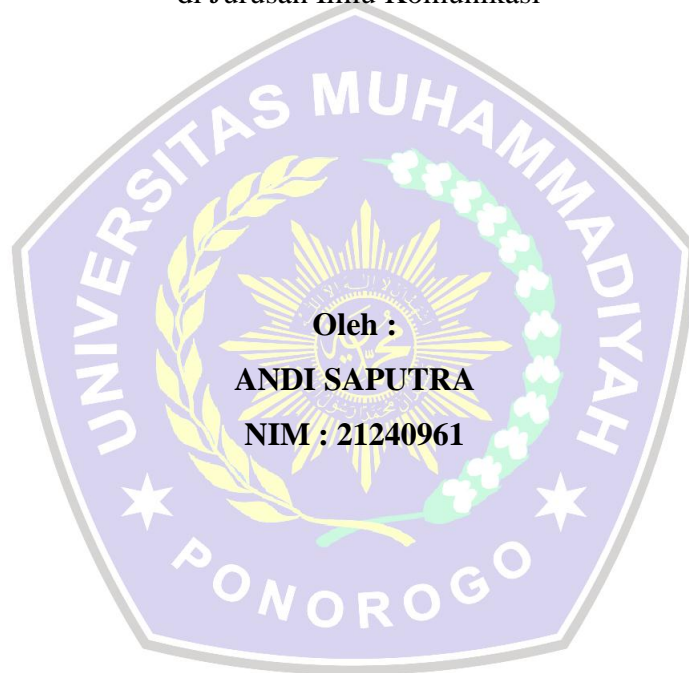 di Jurusan Ilmu Komunikasi
UNIVERSITAS MUHAMMADIYAH
Oleh :
ANDI SAPUTRA
NIM : 21240961
PONOROGO